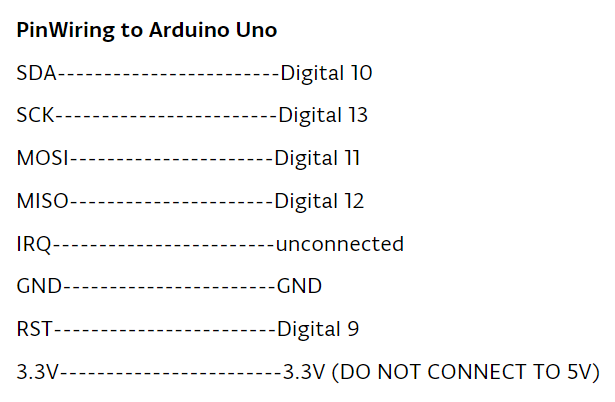 PinWiring to Arduino Uno
SDA------------------------Digital 10
SCK------------------------Digital 13
MOSI----------------------Digital 11
MISO----------------------Digital 12
IRQ------------------------unconnected
GND-----------------------GND
RST------------------------Digital 9
3.3V------------------------3.3V (DO NOT CONNECT TO 5V)